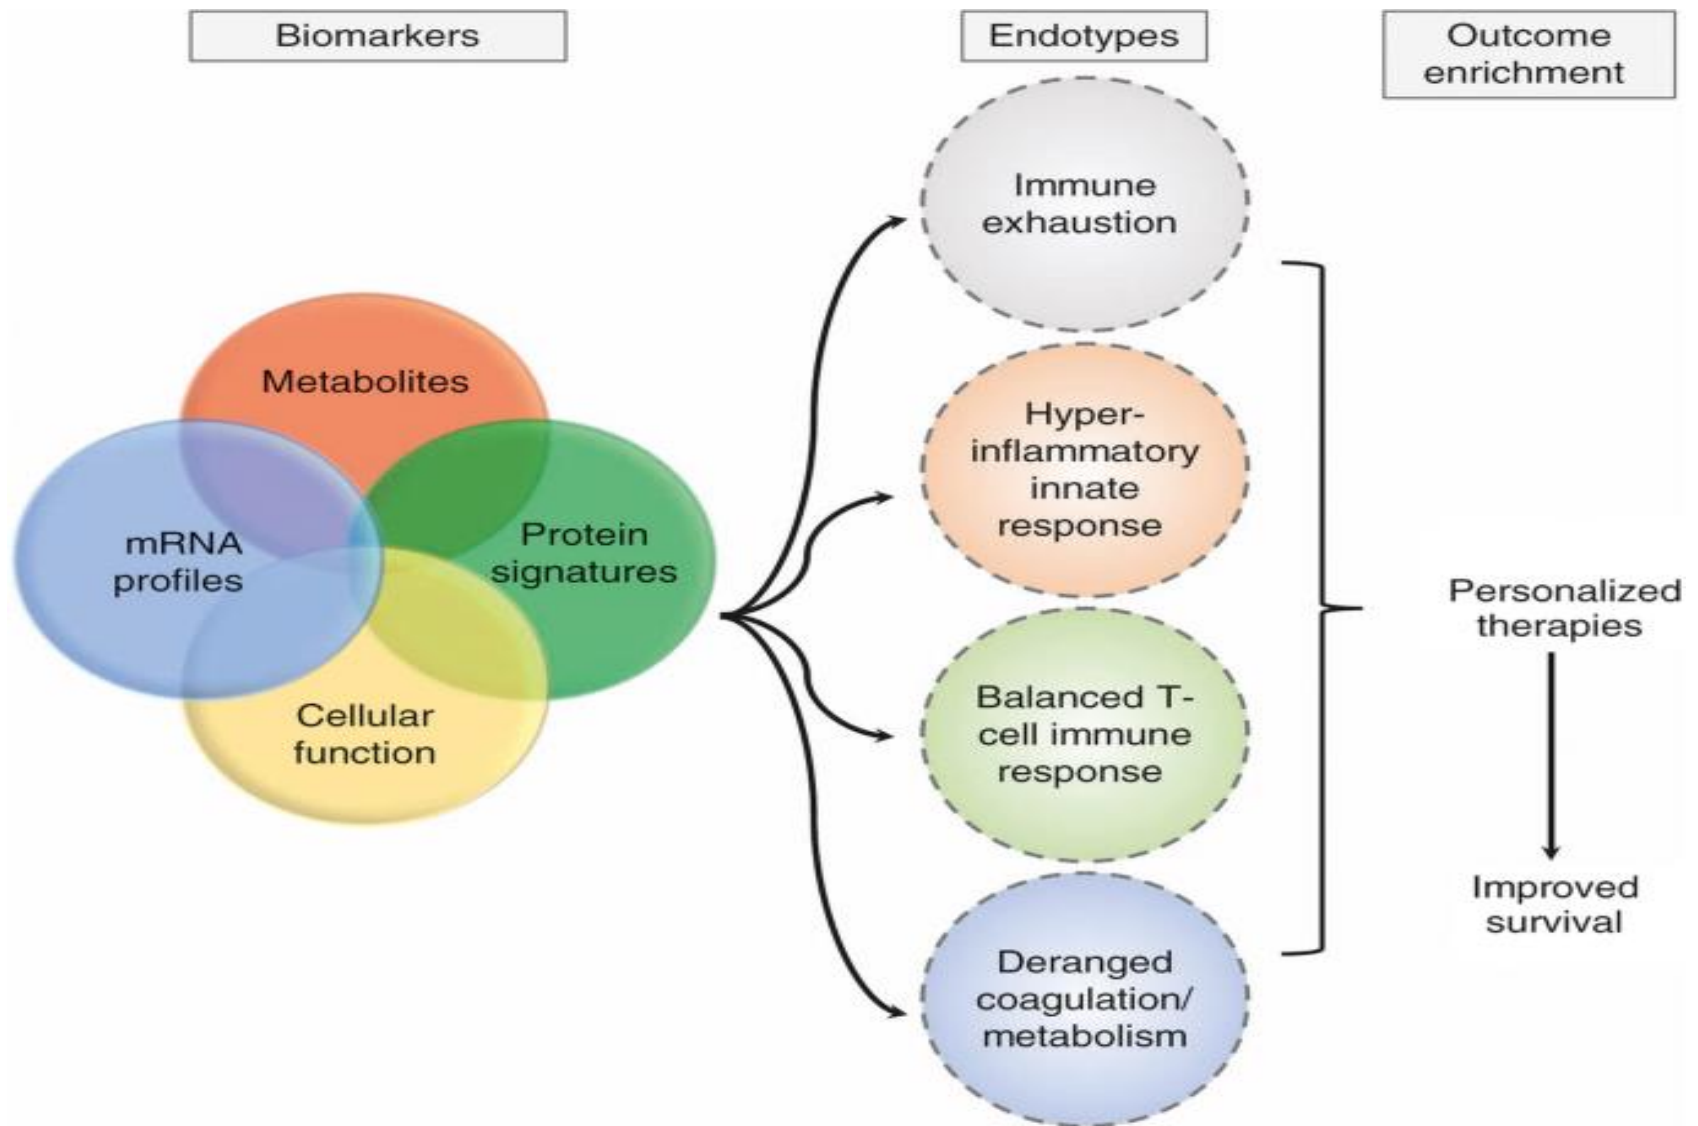 Biomarkers
Metabolites
mRNA
profiles
Protein
signatures
Cellular
function
Endotypes
Immune
exhaustion
Hyper-
inflammatory
innate
response
Balanced T-
cell immune
response
Deranged
coagulation/
metabolism
Outcome
enrichment
Personalized
therapies
Improved
survival